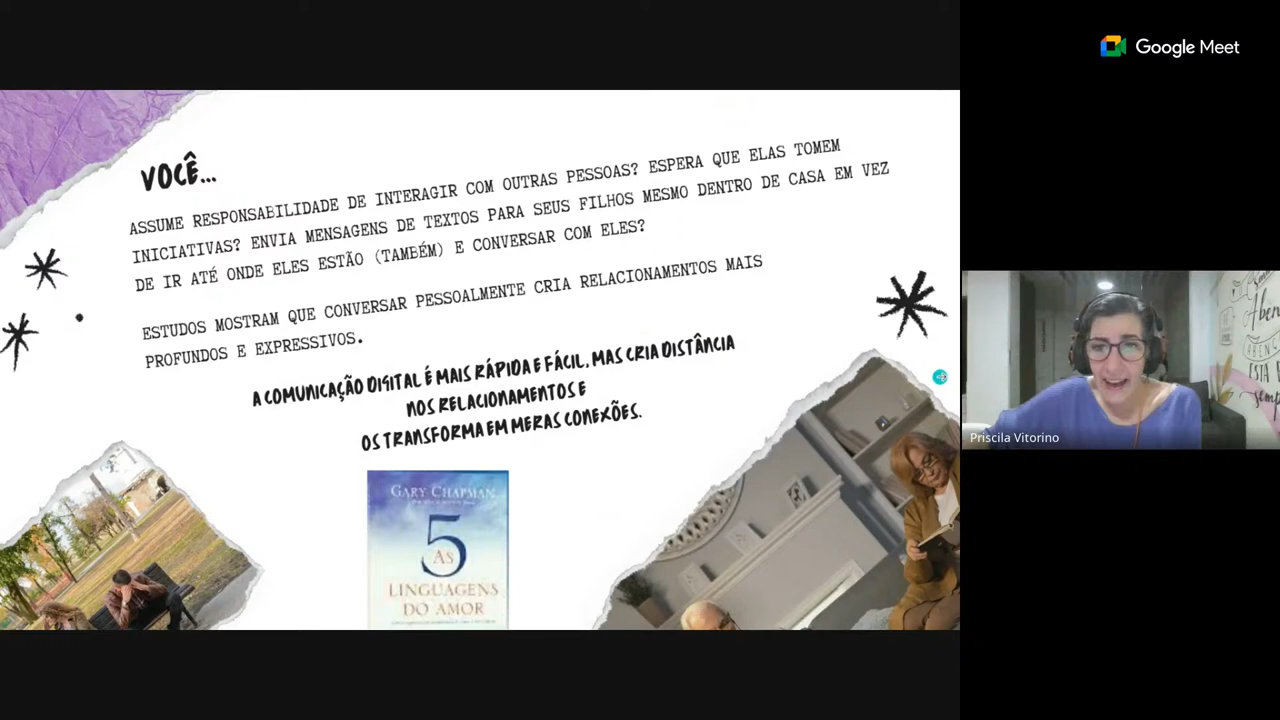 Google Meet
VOCÊ...
ASSUME RESPONSABILIDADE DE INTERAGIR COM OUTRAS PESSOAS? ESPERA QUE ELAS TOMEM
INICIATIVAS? ENVIA MENSAGENS DE TEXTOS PARA SEUS FILHOS MESMO DENTRO DE CASA EM VEZ
DE IR ATÉ ONDE ELES ESTÃO (TAMBÉM) E CONVERSAR COM ELES?
ESTUDOS MOSTRAM QUE CONVERSAR PESSOALMENTE CRIA RELACIONAMENTOS MAIS
PROFUNDOS E EXPRESSIVOS.
A COMUNICAÇÃO DIGITAL É MAIS RÁPIDA E FÁCIL, MAS CRIA DISTÂNCIA
NOS RELACIONAMENTOS E
OS TRANSFORMA EM MERAS CONEXÕES.
GARY CHAPMAN
5
AS
LINGUAGENS
DO AMOR
Priscila Vitorino